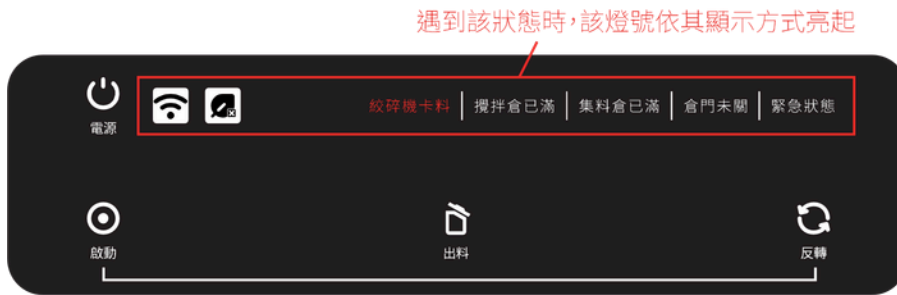 遇到該狀態時，該燈號依其顯示方式亮起
電源
絞碎機卡料 | 攪拌倉已滿 | 集料倉已滿 | 倉門未關 | 緊急狀態
啟動
出料
反轉